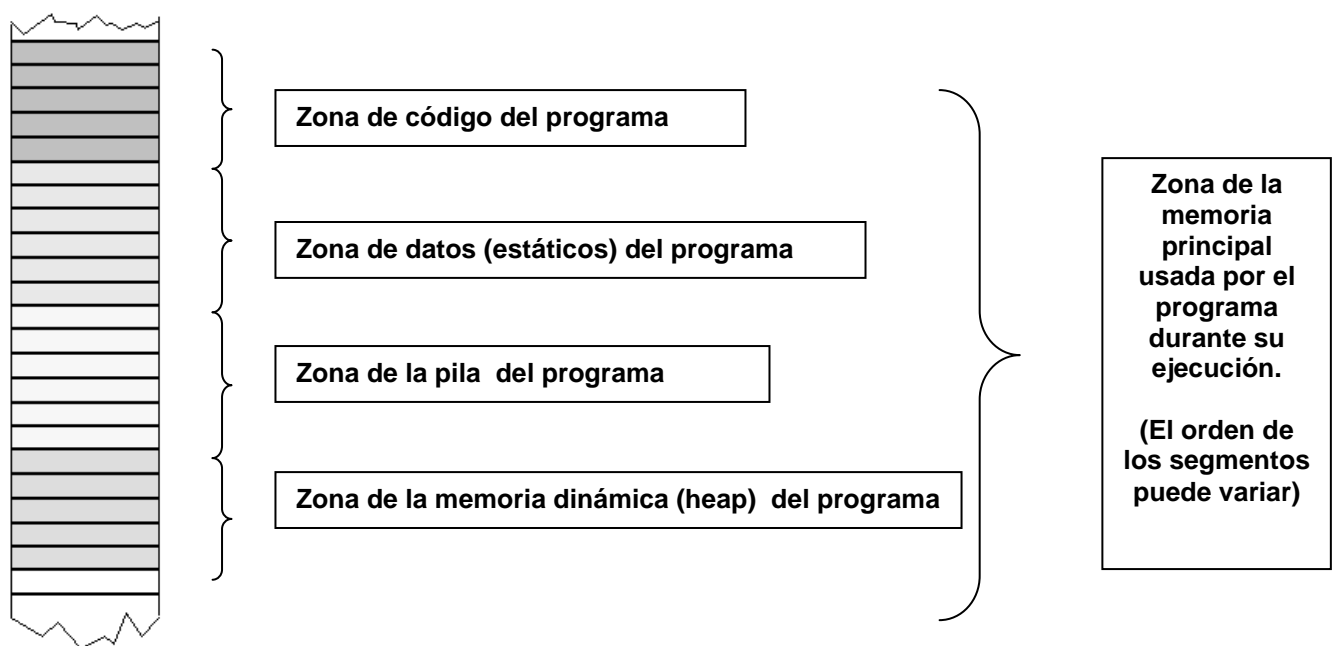 Zona de código del programa
Zona de datos (estáticos) del programa
Zona de la pila  del programa
Zona de la memoria dinámica (heap)  del programa
Zona de la
memoria
principal
usada por el
programa
durante su
ejecución.
(El orden de
los segmentos
puede variar)